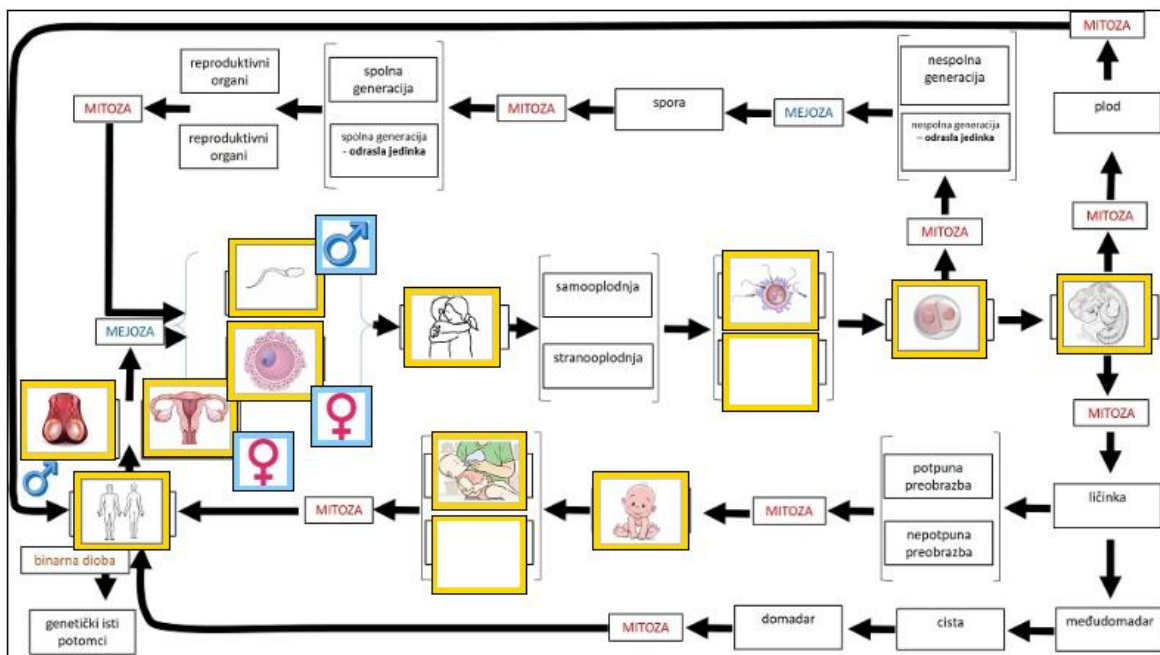 MITOZA
reproduktivni
organi
spolna
generacija
nespolna
generacija
MITOZA
MITOZA
spora
MEJOZA
plod
reproduktivni
organi
spolna generacija
- odrasla jedinka
nespolna generacija
– odrasla jedinka
MITOZA
MITOZA
samooplodnja
MEJOZA
stranooplodnja
MITOZA
potpuna
preobrazba
ličinka
MITOZA
MITOZA
nepotpuna
preobrazba
binarna dioba
genetički isti
potomci
MITOZA
domadar
cista
međudomadar